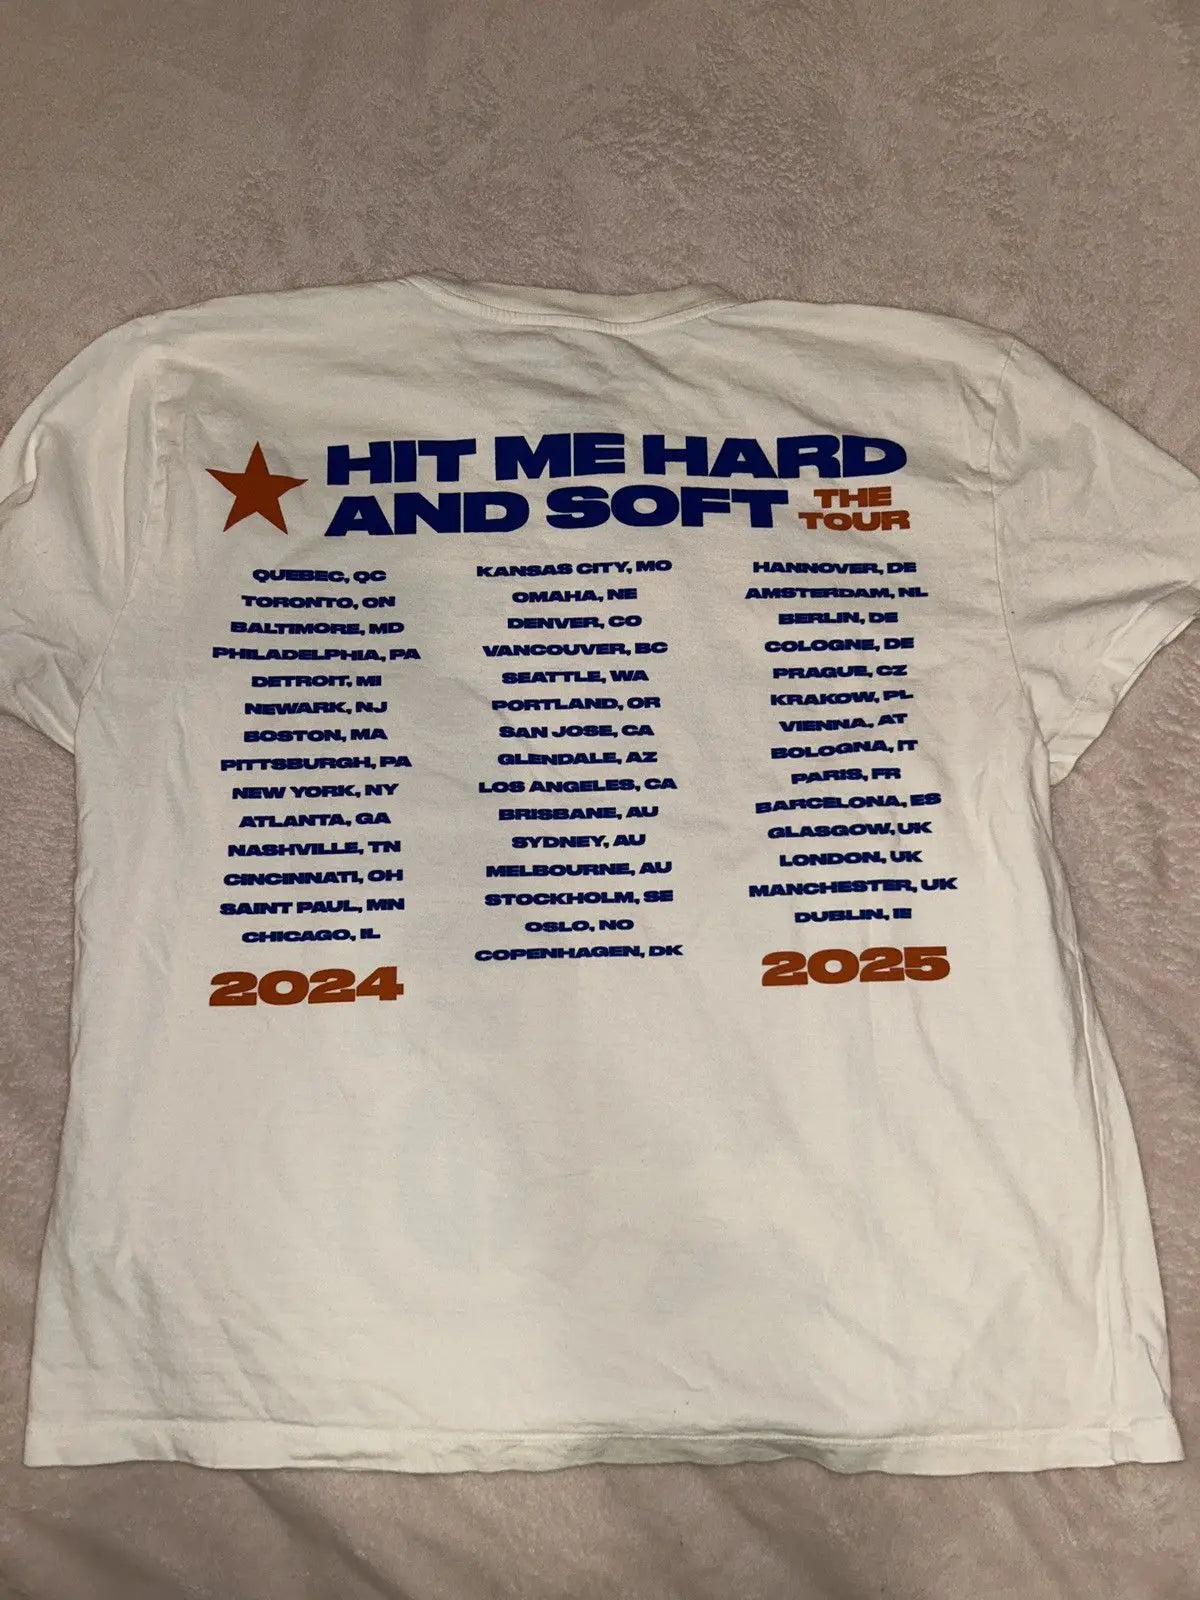 HIT ME HARD
AND SOFT THE TOUR
QUEBEC, QC
TORONTO, ON
BALTIMORE, MD
PHILADELPHIA, PA
DETROIT, MI
NEWARK, NJ
BOSTON, MA
PITTSBURGH, PA
NEW YORK, NY
ATLANTA, GA
NASHVILLE, TN
CINCINNATI, OH
SAINT PAUL, MN
CHICAGO, IL
2024
KANSAS CITY, MO
OMAHA, NE
DENVER, CO
VANCOUVER, BC
SEATTLE, WA
PORTLAND, OR
SAN JOSE, CA
GLENDALE, AZ
LOS ANGELES, CA
BRISBANE, AU
SYDNEY, AU
MELBOURNE, AU
STOCKHOLM, SE
OSLO, NO
COPENHAGEN, DK
HANNOVER, DE
AMSTERDAM, NL
BERLIN, DE
COLOGNE, DE
PRAGUE, CZ
KRAKOW, PL
VIENNA, AT
BOLOGNA, IT
PARIS, FR
BARCELONA, ES
GLASGOW, UK
LONDON, UK
MANCHESTER, UK
DUBLIN, IE
2025